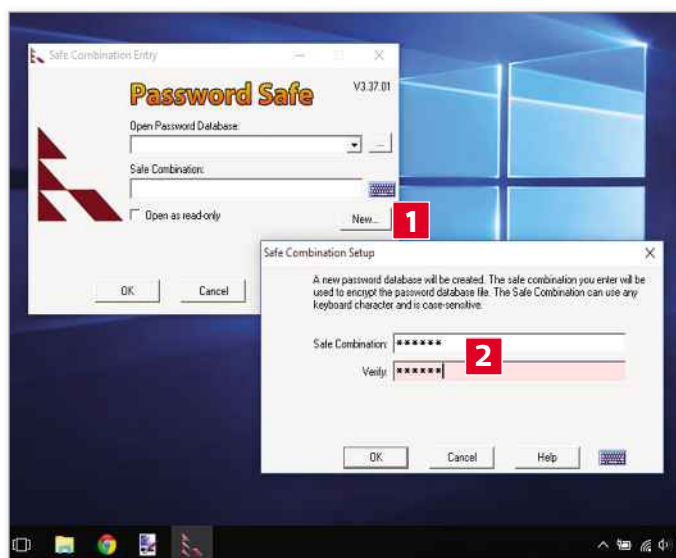 Safe Combination Entry
Password Safe
V3.37.01
Open Password Database:
...
Safe Combination:
Open as read-only
New...
1
OK
Cancel
Safe Combination Setup
A new password database will be created. The safe combination you enter will be
used to encrypt the password database file. The Safe Combination can use any
keyboard character and is case-sensitive.
Safe Combination: ******
2
Verify: ******
OK
Cancel
Help